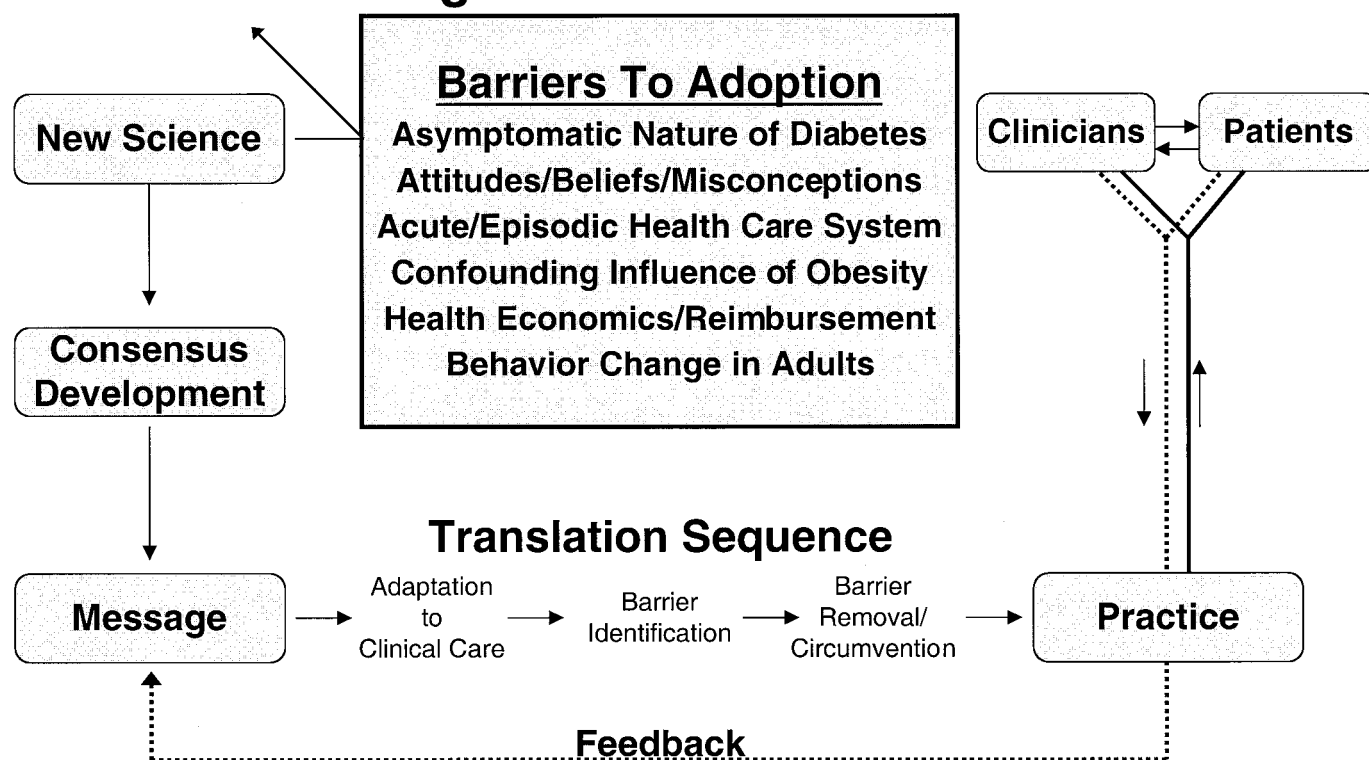 Barriers To Adoption
Asymptomatic Nature of Diabetes
Attitudes/Beliefs/Misconceptions
Acute/Episodic Health Care System
Confounding Influence of Obesity
Health Economics/Reimbursement
Behavior Change in Adults
New Science
Clinicians
Patients
Consensus
Development
Translation Sequence
Message
Adaptation
to
Clinical Care
Barrier
Identification
Barrier
Removal/
Circumvention
Practice
Feedback